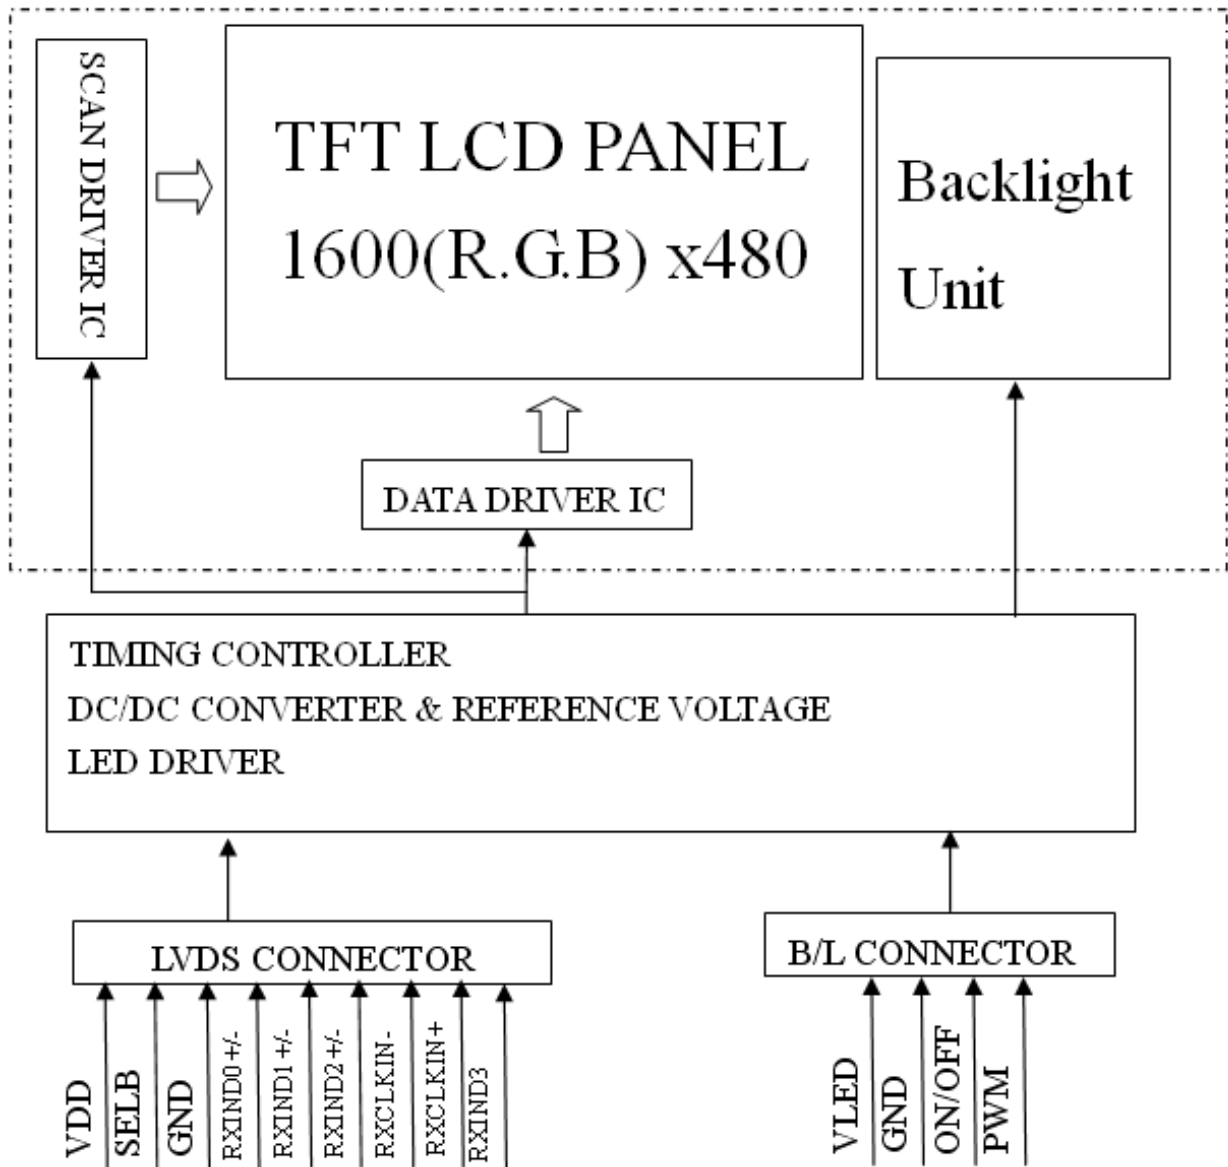 SCAN DRIVER IC
TFT LCD PANEL
1600(R.G.B) x480
Backlight
Unit
DATA DRIVER IC
TIMING CONTROLLER
DC/DC CONVERTER & REFERENCE VOLTAGE
LED DRIVER
LVDS CONNECTOR
B/L CONNECTOR
VDD
SELB
GND
RXIND0+/-
RXIND1+/-
RXIND2+/-
RXCLKIN-
RXCLKIN+
RXIND3
VLED
GND
ON/OFF
PWM